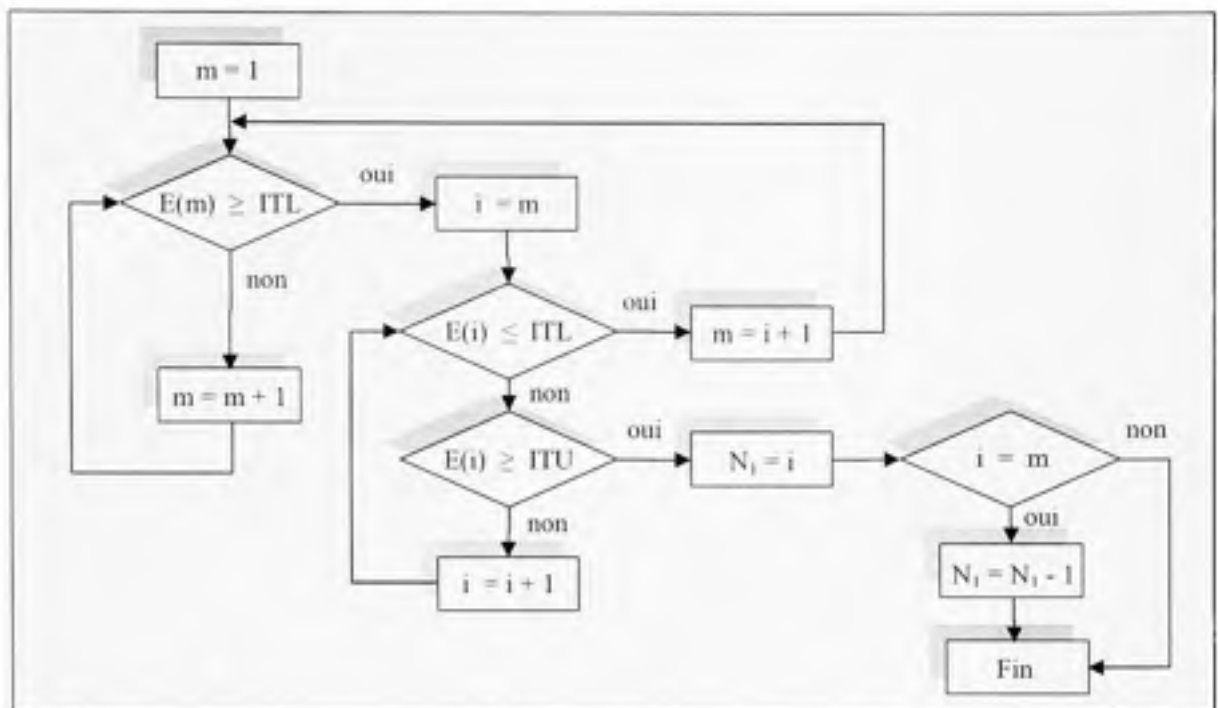 m = 1
E(m) ≥ ITL
oui
i = m
non
E(i) ≤ ITL
oui
m = i + 1
m = m + 1
non
E(i) ≥ ITU
oui
N₁ = i
i = m
non
non
oui
i = i + 1
N₁ = N₁ - 1
Fin